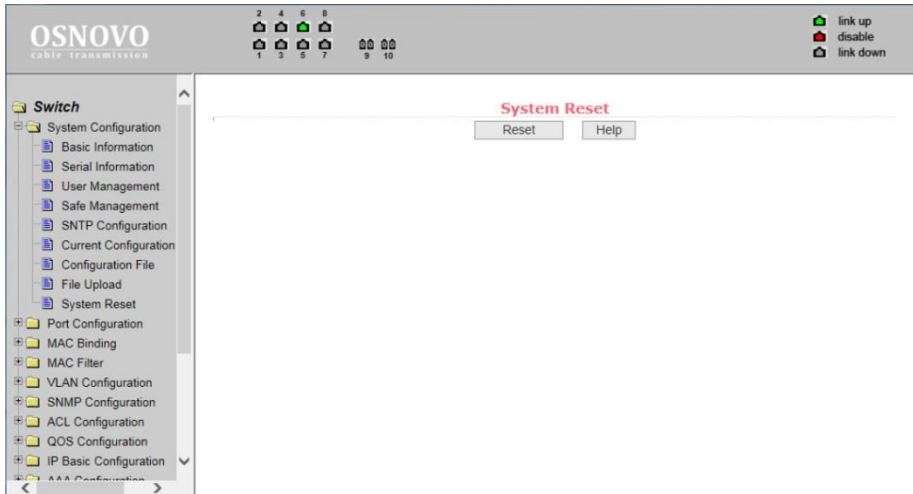 OSNOVO
cable transmission
2 4 6 8
1 3 5 7 9 10
link up
disable
link down
Switch
System Configuration
Basic Information
Serial Information
User Management
Safe Management
SNTP Configuration
Current Configuration
Configuration File
File Upload
System Reset
Port Configuration
MAC Binding
MAC Filter
VLAN Configuration
SNMP Configuration
ACL Configuration
QOS Configuration
IP Basic Configuration
AAA Configuration
System Reset
Reset Help